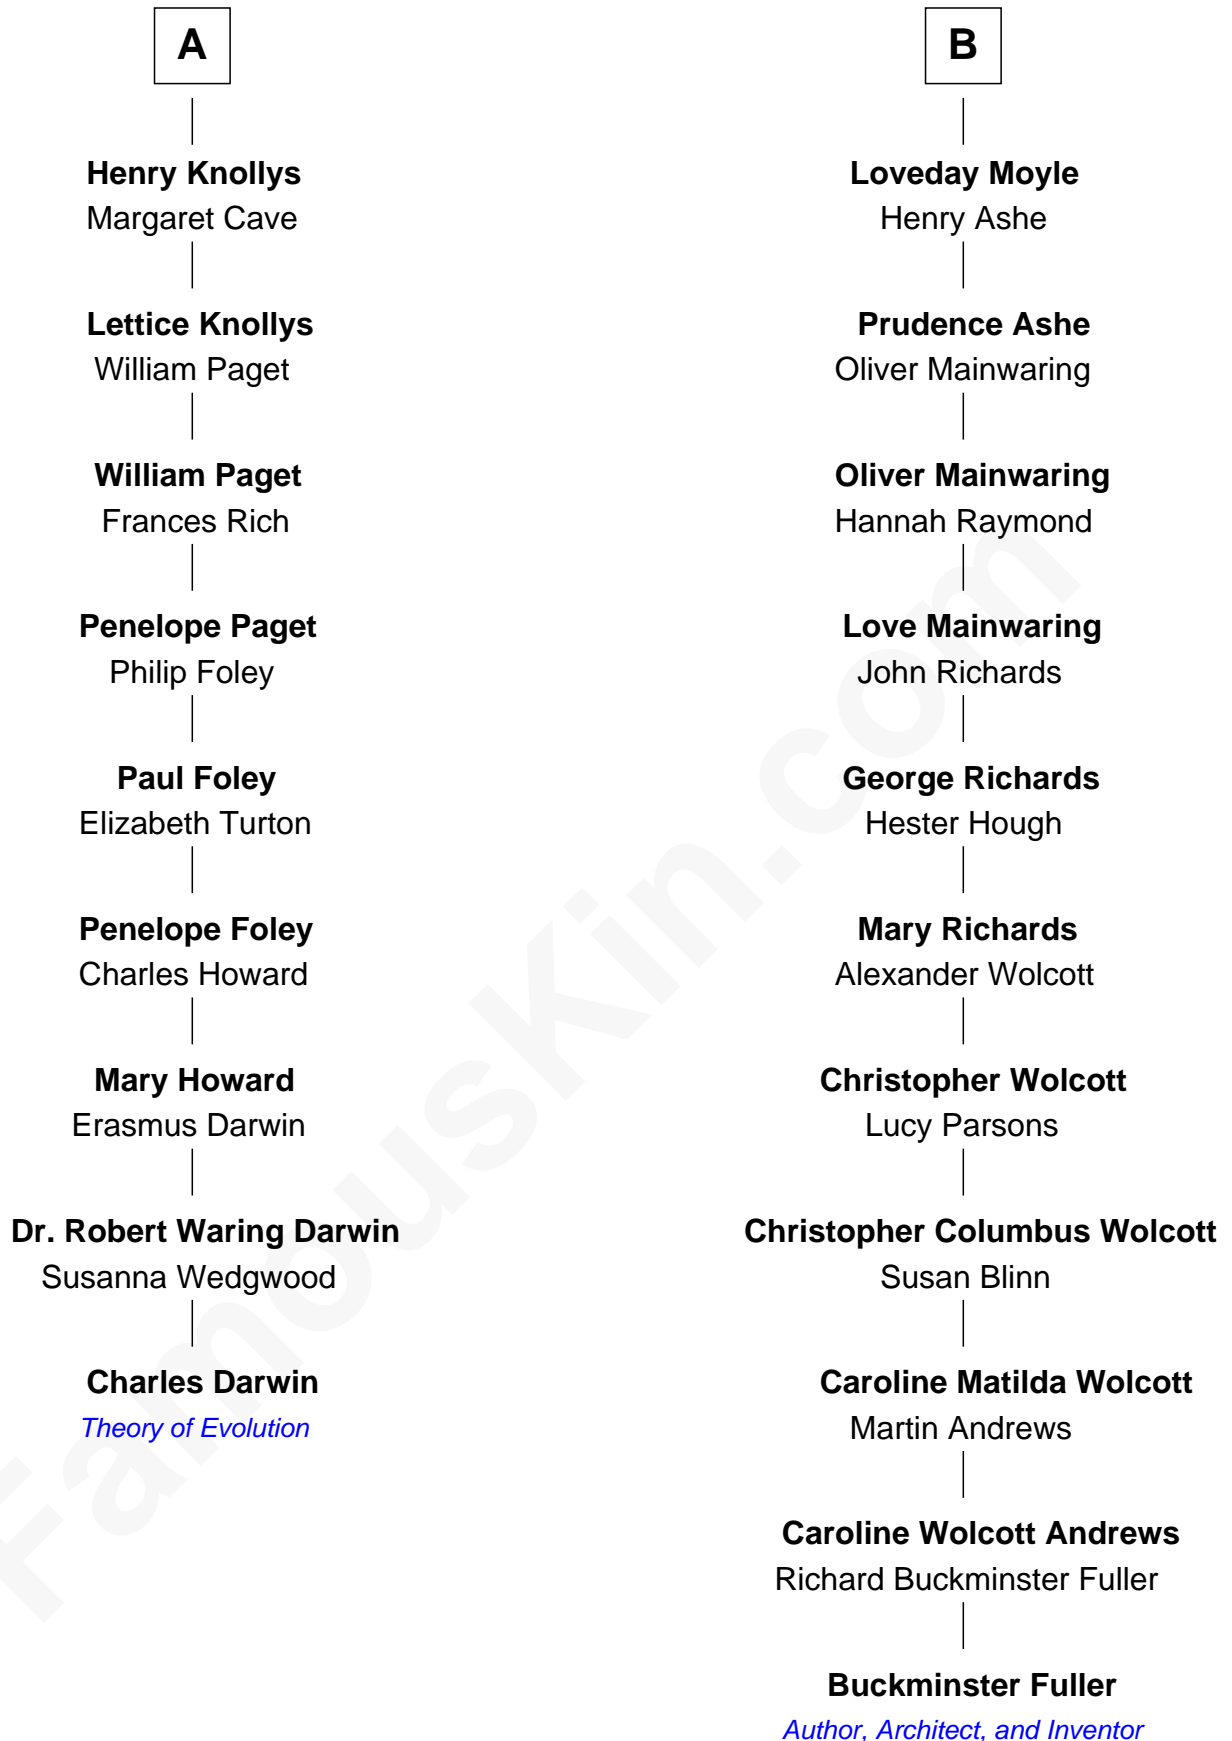 A
Henry Knollys
Margaret Cave
Lettice Knollys
William Paget
William Paget
Frances Rich
Penelope Paget
Philip Foley
Paul Foley
Elizabeth Turton
Penelope Foley
Charles Howard
Mary Howard
Erasmus Darwin
Dr. Robert Waring Darwin
Susanna Wedgwood
Charles Darwin
Theory of Evolution
B
Loveday Moyle
Henry Ashe
Prudence Ashe
Oliver Mainwaring
Oliver Mainwaring
Hannah Raymond
Love Mainwaring
John Richards
George Richards
Hester Hough
Mary Richards
Alexander Wolcott
Christopher Wolcott
Lucy Parsons
Christopher Columbus Wolcott
Susan Blinn
Caroline Matilda Wolcott
Martin Andrews
Caroline Wolcott Andrews
Richard Buckminster Fuller
Buckminster Fuller
Author, Architect, and Inventor
FamousKin.com